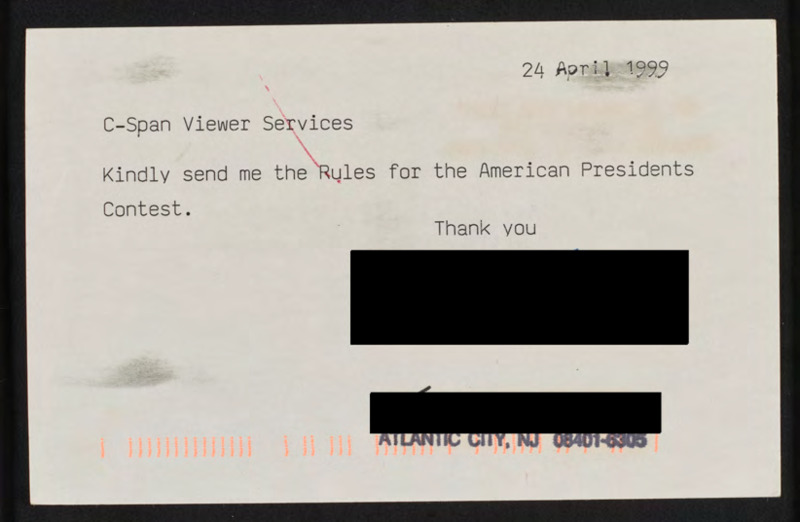 24 April 1999
C-Span Viewer Services
Kindly send me the Rules for the American Presidents
Contest.
Thank you
ATLANTIC CITY, NJ 08401-6305